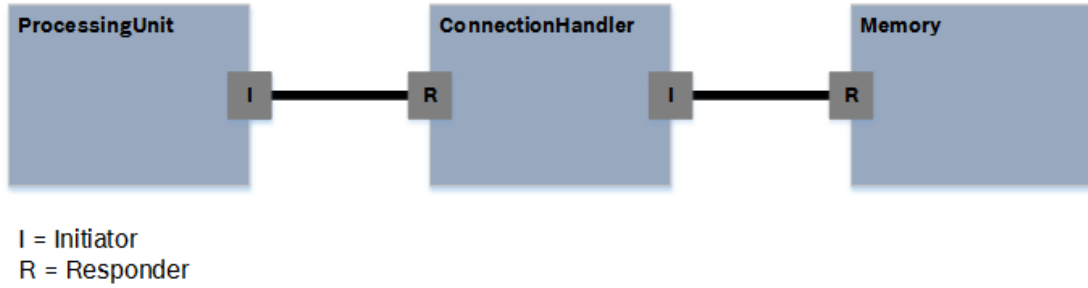 ProcessingUnit
ConnectionHandler
Memory
I
R
I
R
I = Initiator
R = Responder